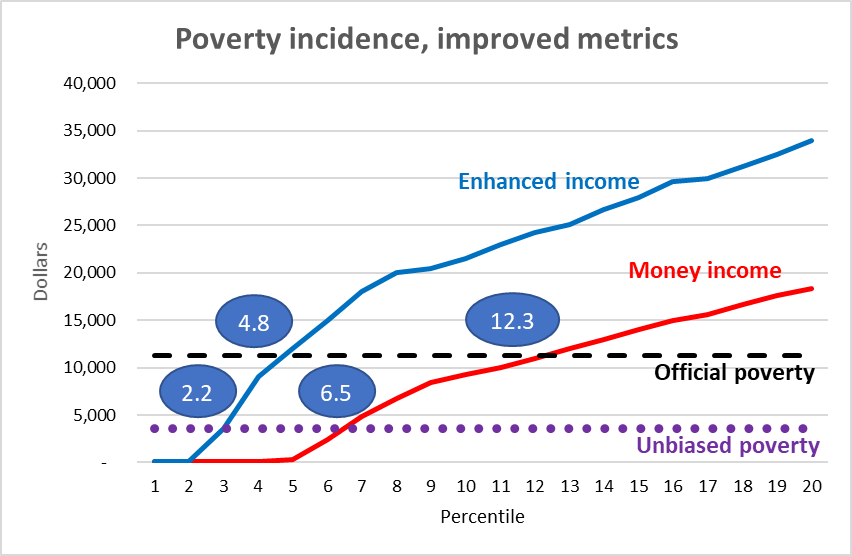 Poverty incidence, improved metrics
40,000
35,000
30,000
25,000
20,000
15,000
10,000
5,000
-
Dollars
Enhanced income
Money income
4.8
12.3
Official poverty
2.2
6.5
Unbiased poverty
1 2 3 4 5 6 7 8 9 10 11 12 13 14 15 16 17 18 19 20
Percentile